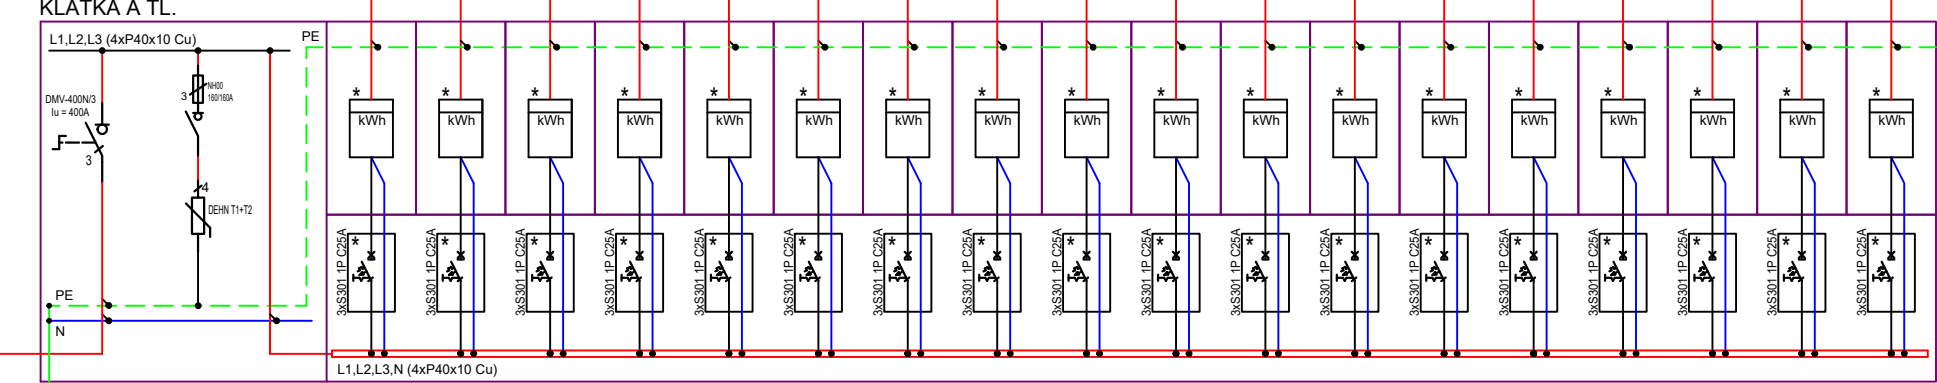 KLATKA A TL.
L1,L2,L3 (4xP40x10 Cu)
PE
DMV-400N/3
Iu = 400A
3
3
NH00
160/160A
4
DEHN T1+T2
PE
N
*
kWh
*
kWh
*
kWh
*
kWh
*
kWh
*
kWh
*
kWh
*
kWh
*
kWh
*
kWh
*
kWh
*
kWh
*
kWh
*
kWh
*
kWh
*
kWh
*
kWh
*
kWh
3xS301 1P C25A
*
3xS301 1P C25A
*
3xS301 1P C25A
*
3xS301 1P C25A
*
3xS301 1P C25A
*
3xS301 1P C25A
*
3xS301 1P C25A
*
3xS301 1P C25A
*
3xS301 1P C25A
*
3xS301 1P C25A
*
3xS301 1P C25A
*
3xS301 1P C25A
*
3xS301 1P C25A
*
3xS301 1P C25A
*
3xS301 1P C25A
*
3xS301 1P C25A
*
3xS301 1P C25A
*
3xS301 1P C25A
*
L1,L2,L3,N (4xP40x10 Cu)